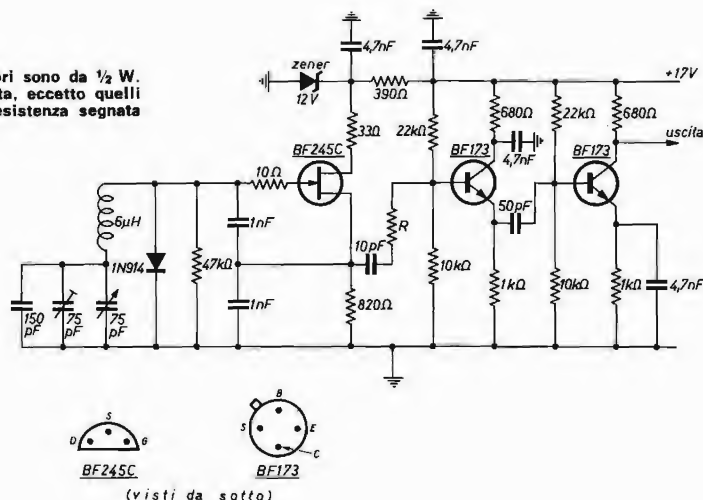 ri sono da ½ W.
ta, eccetto quelli
esistenza segnata
4,7nF
4,7nF
zener
12V
390Ω
+17V
33Ω
22kΩ
680Ω
22kΩ
680Ω
BF245C
BF173
BF173
uscita
4,7nF
10Ω
6µH
1nF
50pF
R
10pF
1N914
47kΩ
10kΩ
1kΩ
10kΩ
1kΩ
4,7nF
150 pF
75 pF
75 pF
1nF
820Ω
D S G
BF245C
B
S E
C
BF173
(visti da sotto)